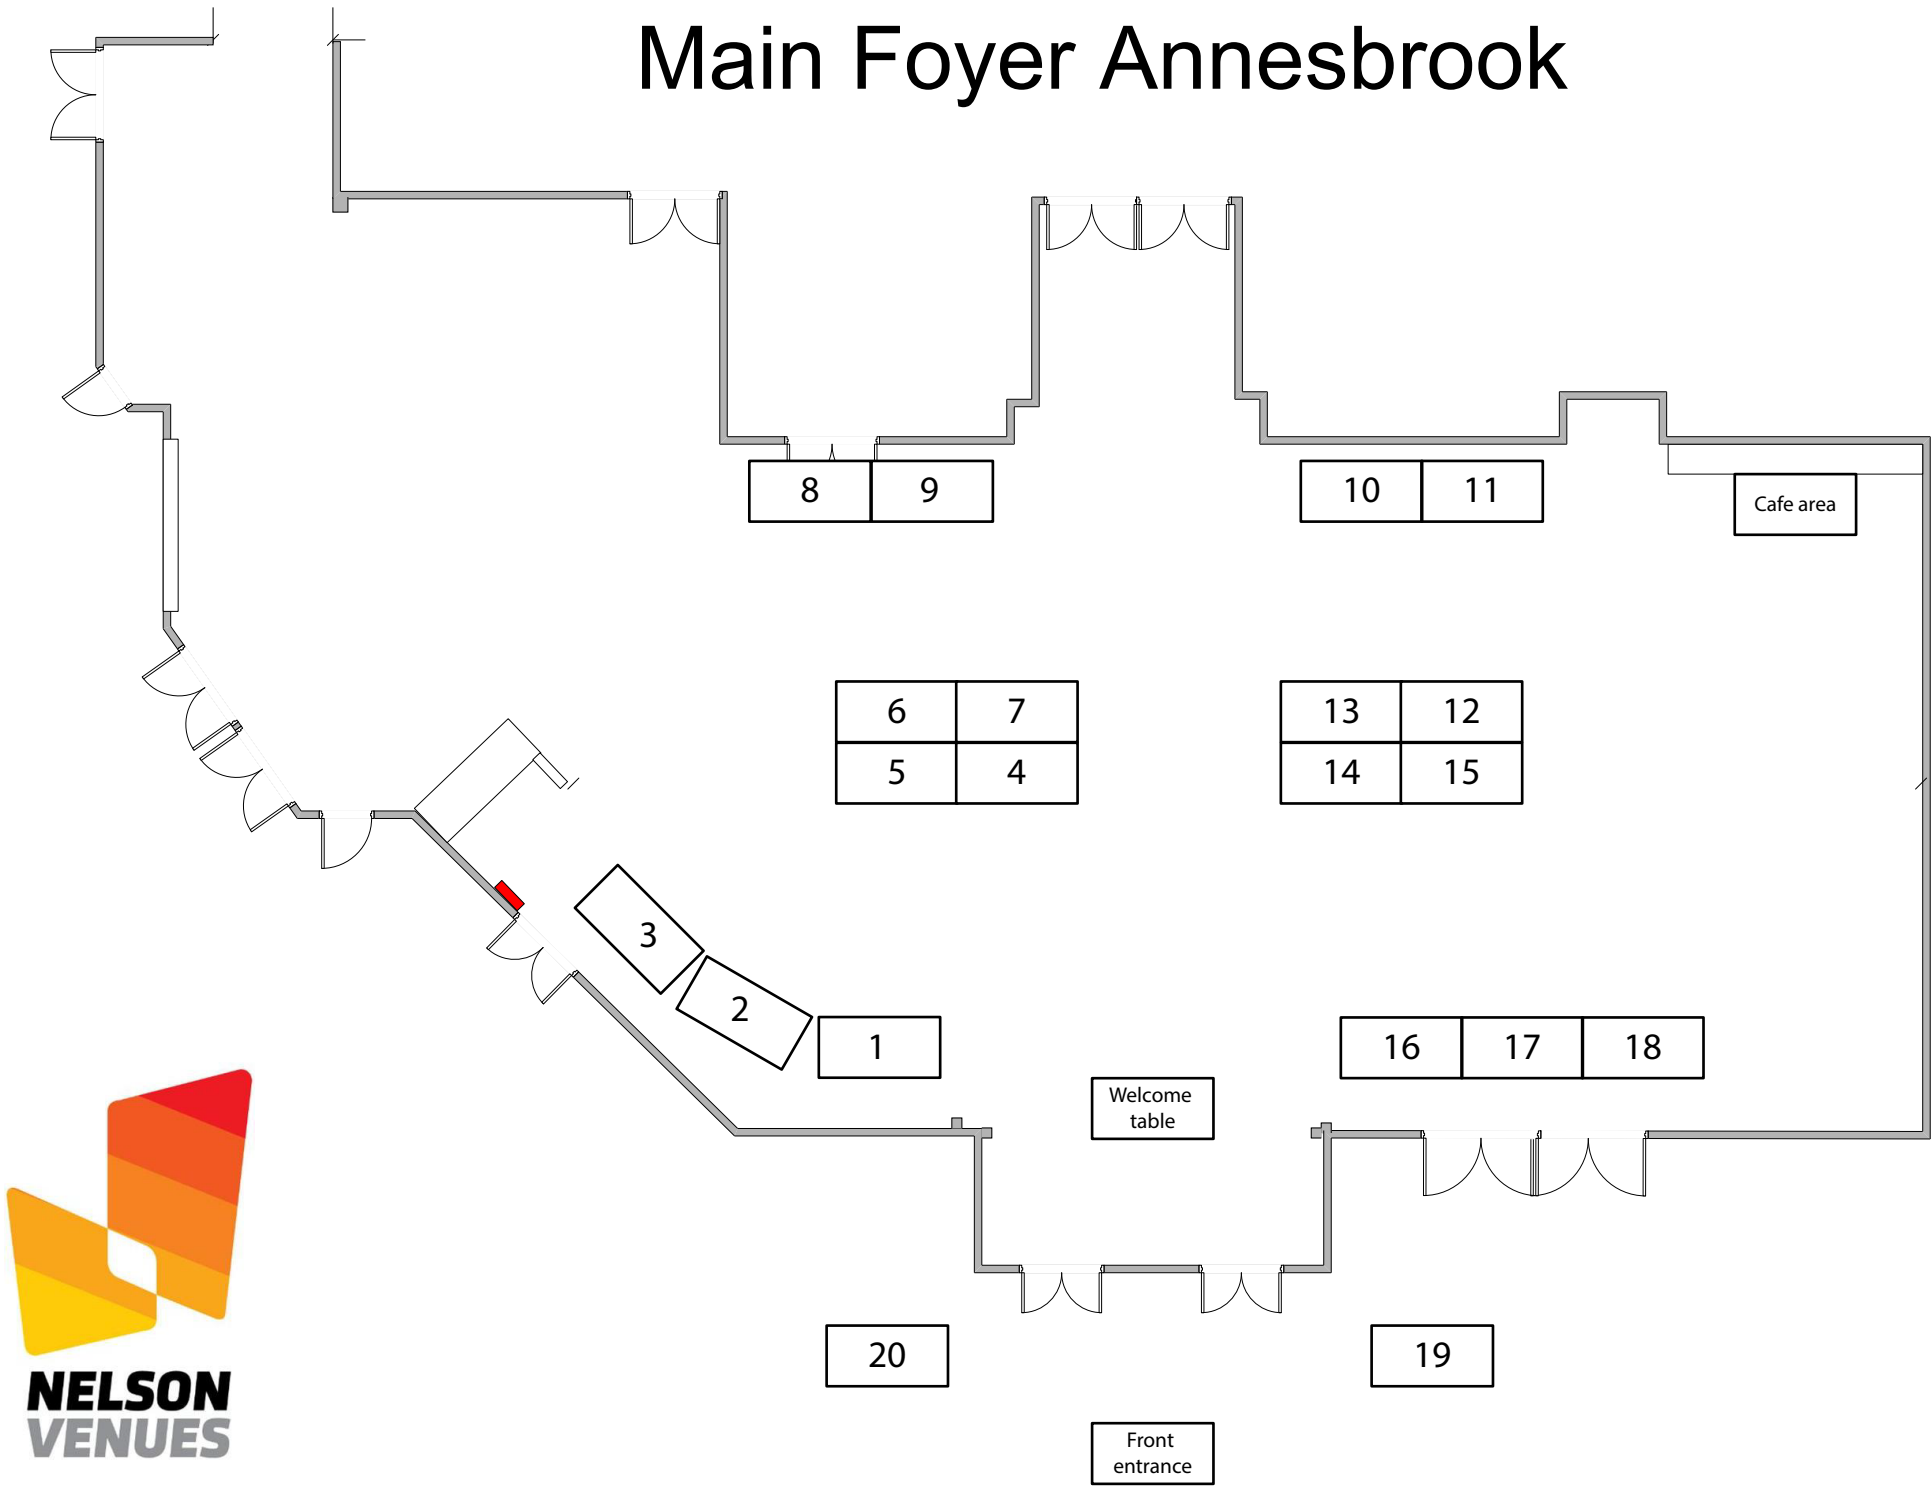 Main Foyer Annesbrook
8 9
10 11
Cafe area
6 7
13 12
5 4
14 15
3
2
1
16 17 18
Welcome
table
20
19
NELSON
VENUES
Front
entrance